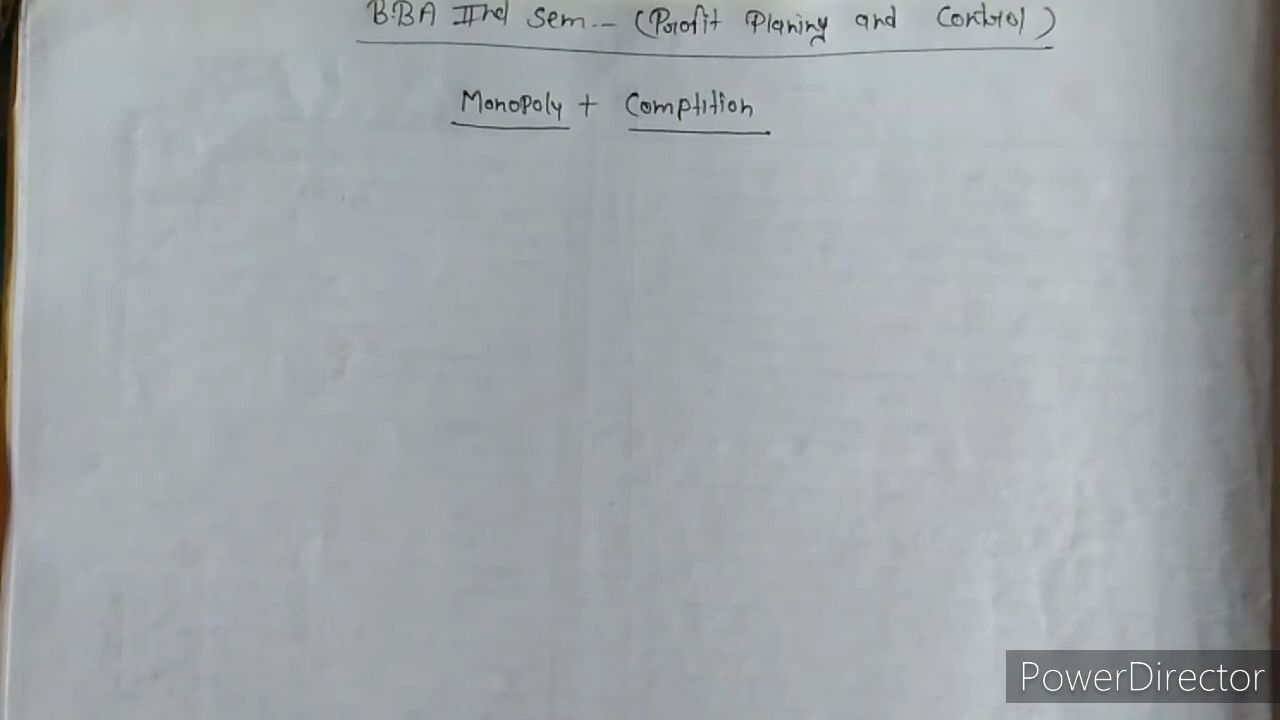 B.BA IInd Sem.- (Profit Planing and Control)
Monopoly + Comptition
PowerDirector